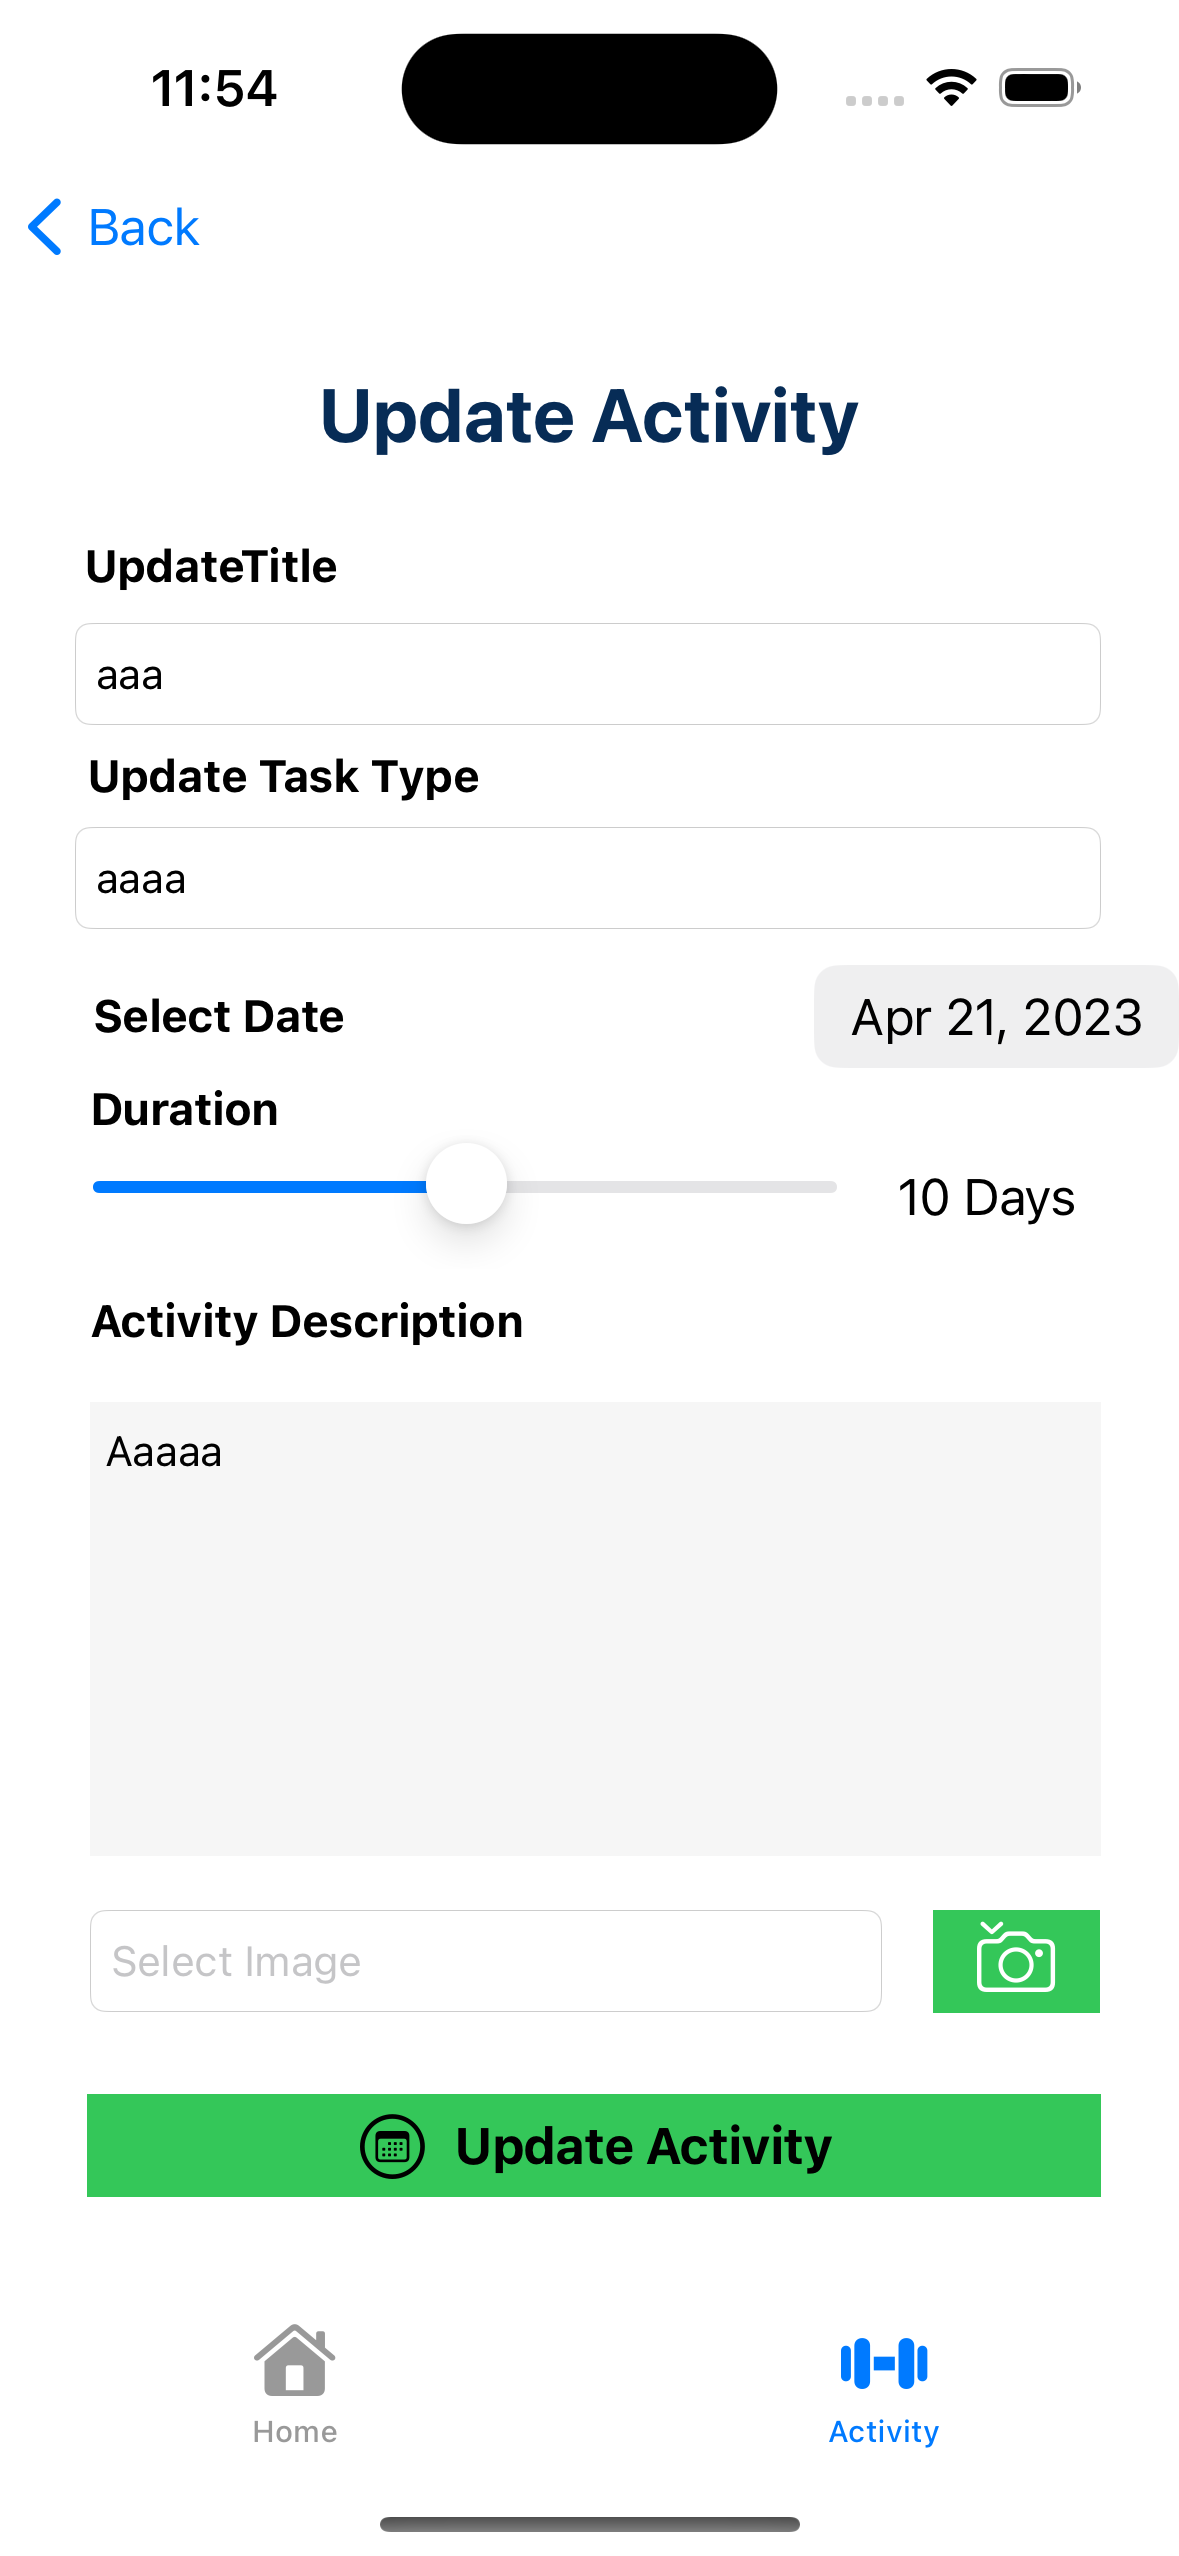 11:54
Back
Update Activity
UpdateTitle
aaa
Update Task Type
aaaa
Select Date
Apr 21, 2023
Duration
10 Days
Activity Description
Aaaaa
Select Image
Update Activity
Home
Activity